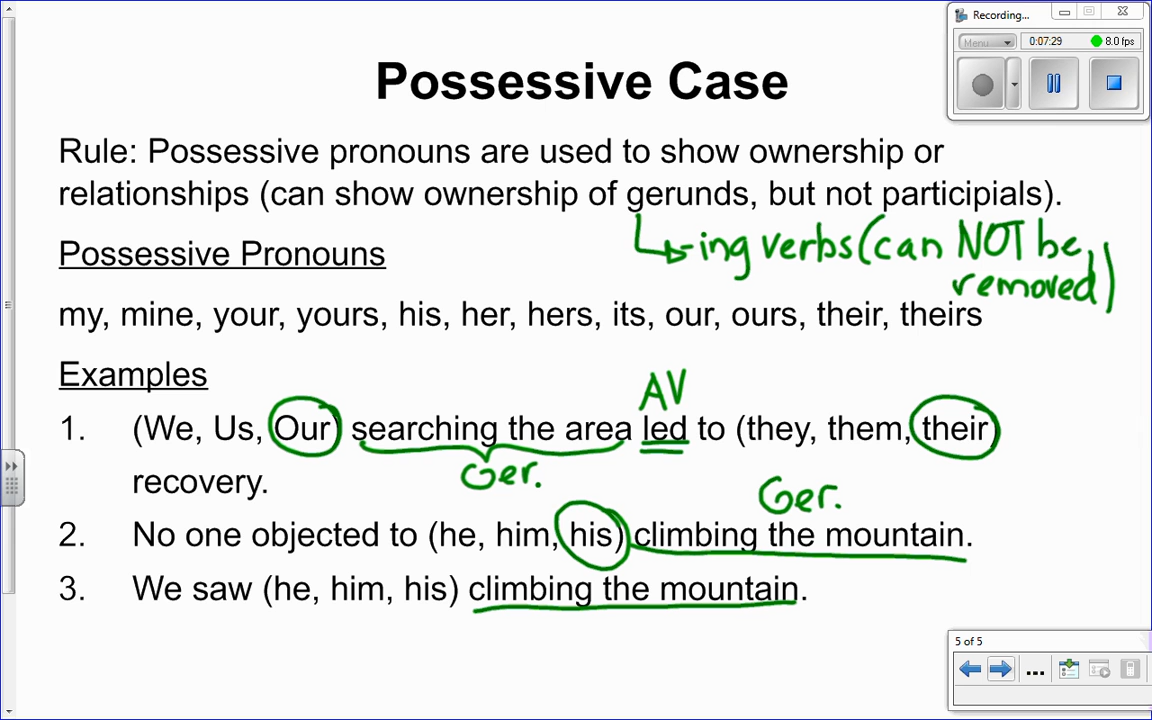 Recording...
Menu
0:07:29
8.0 fps
Possessive Case
Rule: Possessive pronouns are used to show ownership or
relationships (can show ownership of gerunds, but not participials).
-ing verbs (can NOT be
removed)
Possessive Pronouns
my, mine, your, yours, his, her, hers, its, our, ours, their, theirs
Examples
AV
1. (We, Us, Our) searching the area led to (they, them, their)
Ger.
recovery.
Ger.
2. No one objected to (he, him, his) climbing the mountain.
3. We saw (he, him, his) climbing the mountain.
5 of 5
...